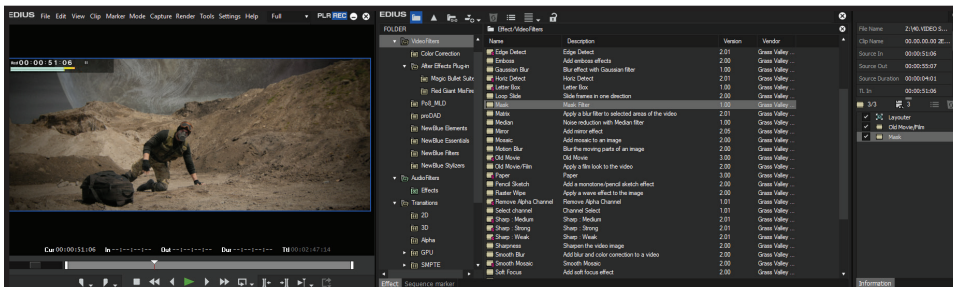 EDIUS File Edit View Clip Marker Mode Capture Render Tools Settings Help Full PLR REC
00:00:51:06
Cur 00:00:51:06 In --:--:--:-- Out --:--:--:-- Dur --:--:--:-- Ttl 00:02:47:14
EDIUS
FOLDER
VideoFilters
Color Correction
After Effects Plug-in
Magic Bullet Suite
Red Giant MisFire
Po8_MLD
proDAD
NewBlue Elements
NewBlue Essentials
NewBlue Filters
NewBlue Stylizers
AudioFilters
Effects
Transitions
2D
3D
Alpha
GPU
SMPTE
Effect Sequence marker
Effect/VideoFilters
Name Description Version Vendor
Edge Detect Edge Detect 2.01 Grass Valley ...
Emboss Add emboss effects 2.00 Grass Valley ...
Gaussian Blur Blur effect with Gaussian filter 1.00 Grass Valley ...
Horiz Detect Horiz Detect 2.01 Grass Valley ...
Letter Box Letter Box 1.00 Grass Valley ...
Loop Slide Slide frames in one direction 2.00 Grass Valley ...
Mask Mask Filter 1.00 Grass Valley ...
Matrix Apply a blur filter to selected areas of the video 2.01 Grass Valley ...
Median Noise reduction with Median filter 1.00 Grass Valley ...
Mirror Add mirror effect 2.05 Grass Valley ...
Mosaic Add mosaic to an image 2.00 Grass Valley ...
Motion Blur Blur the moving parts of an image 2.00 Grass Valley ...
Old Movie Old Movie 3.00 Grass Valley ...
Old Movie/Film Apply a film look to the video 2.00 Grass Valley ...
Paper Paper 3.00 Grass Valley ...
Pencil Sketch Add a monotone/pencil sketch effect 2.00 Grass Valley ...
Raster Wipe Apply a wave effect to the image 2.00 Grass Valley ...
Remove Alpha Channel Remove Alpha Channel 1.01 Grass Valley ...
Select channel Channel Select 1.01 Grass Valley ...
Sharp : Medium Sharp : Medium 2.01 Grass Valley ...
Sharp : Strong Sharp : Strong 2.01 Grass Valley ...
Sharp : Weak Sharp : Weak 2.01 Grass Valley ...
Sharpness Sharpen the video image 2.00 Grass Valley ...
Smooth Blur Add blur and color correction to a video 2.00 Grass Valley ...
Smooth Mosaic Smooth Mosaic 2.00 Grass Valley ...
Soft Focus Add soft focus effect 2.00 Grass Valley ...
File Name Z:\#0.VIDEO S...
Clip Name 00.00.00.00 2E...
Source In 00:00:51:06
Source Out 00:00:55:07
Source Duration 00:00:04:01
TL In 00:00:51:06
3/3 3
Layouter
Old Movie/Film
Mask
Information